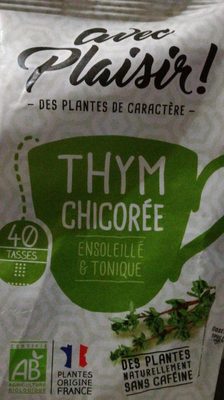 avec
Plaisir!
- DES PLANTES DE CARACTÈRE -
THYM
CHICORÉE
40
TASSES
ENSOLEILLÉ
& TONIQUE
AB
AGRICULTURE
BIOLOGIQUE
PLANTES
ORIGINE
FRANCE
DES PLANTES
NATURELLEMENT
SANS CAFÉINE